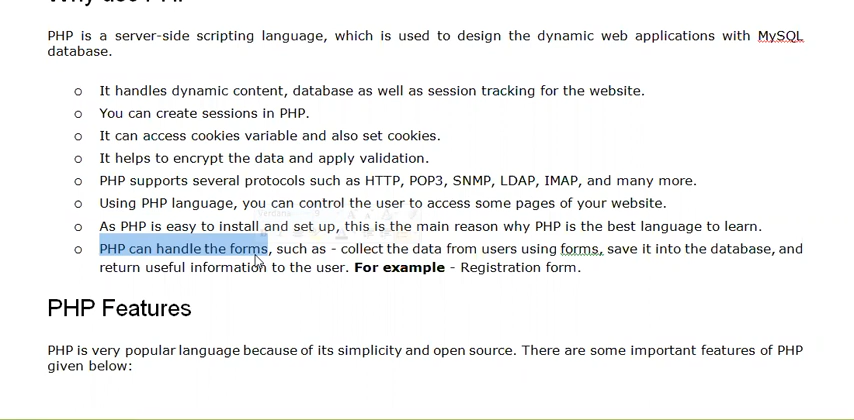 PHP is a server-side scripting language, which is used to design the dynamic web applications with MySQL
database.
o It handles dynamic content, database as well as session tracking for the website.
o You can create sessions in PHP.
o It can access cookies variable and also set cookies.
o It helps to encrypt the data and apply validation.
o PHP supports several protocols such as HTTP, POP3, SNMP, LDAP, IMAP, and many more.
o Using PHP language, you can control the user to access some pages of your website.
o As PHP is easy to install and set up, this is the main reason why PHP is the best language to learn.
o PHP can handle the forms, such as - collect the data from users using forms, save it into the database, and
return useful information to the user. For example - Registration form.
PHP Features
PHP is very popular language because of its simplicity and open source. There are some important features of PHP
given below: